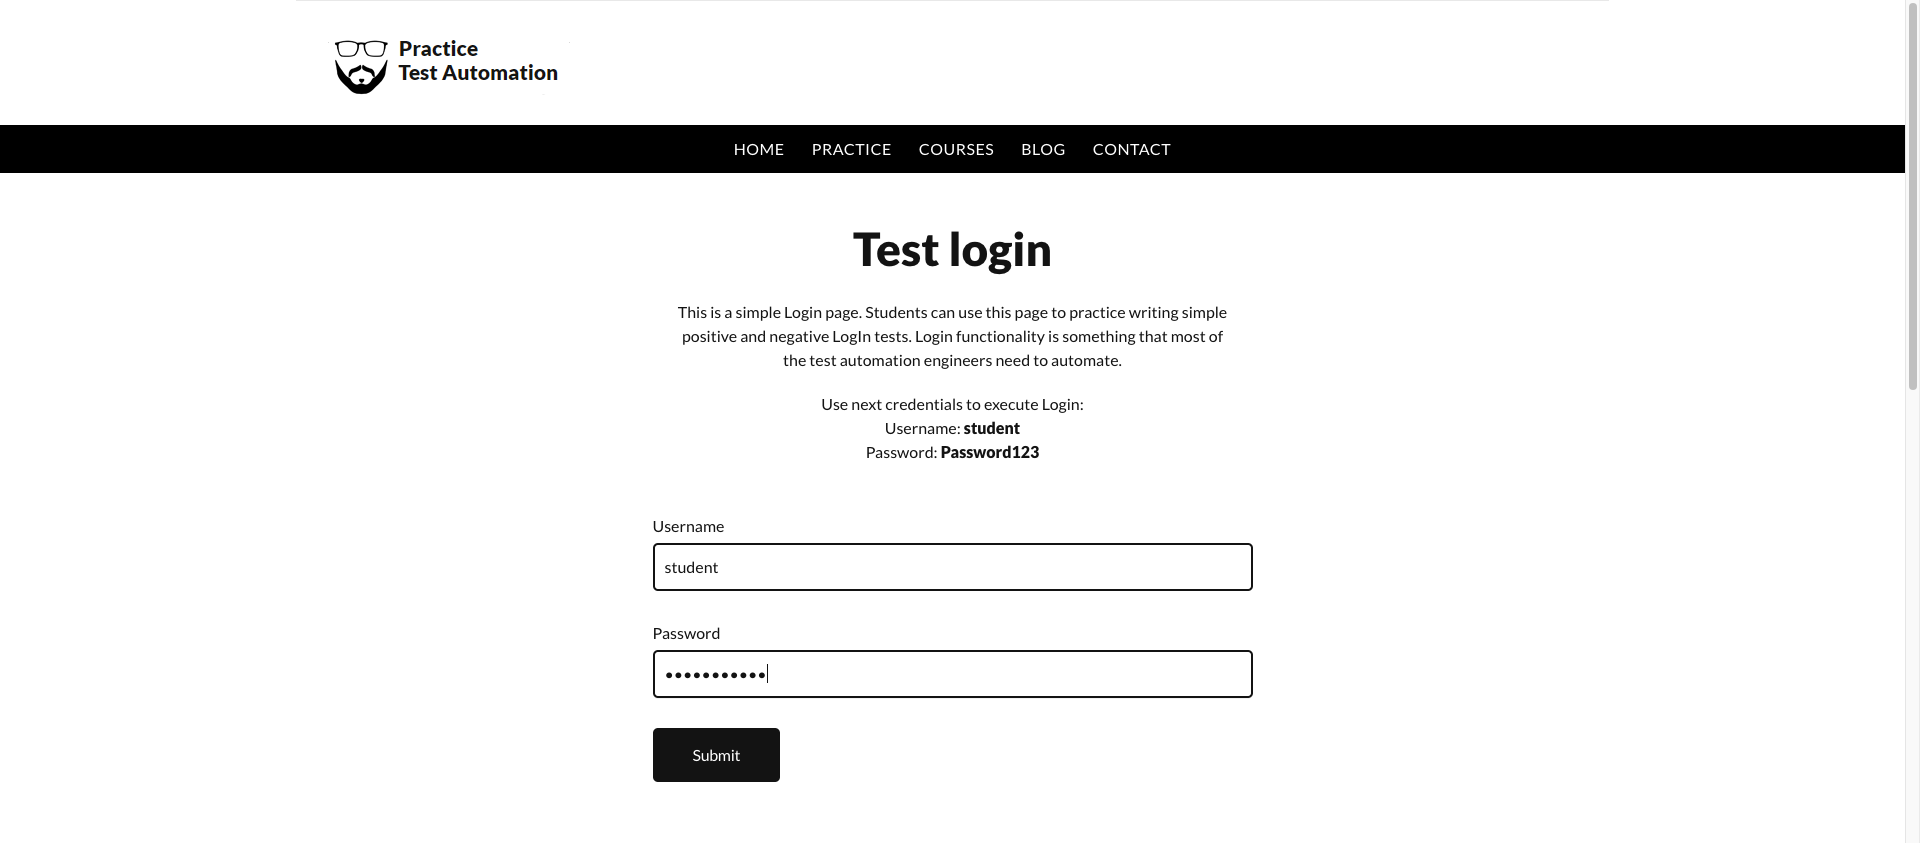 Practice
Test Automation
HOME PRACTICE COURSES BLOG CONTACT
Test login
This is a simple Login page. Students can use this page to practice writing simple
positive and negative LogIn tests. Login functionality is something that most of
the test automation engineers need to automate.
Use next credentials to execute Login:
Username: student
Password: Password123
Username
student
Password
•••••••••••
Submit